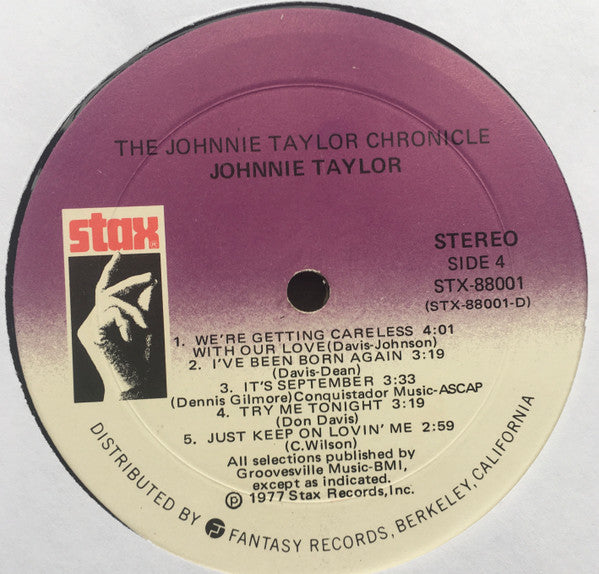 THE JOHNNIE TAYLOR CHRONICLE
JOHNNIE TAYLOR
stax
STEREO
SIDE 4
STX-88001
(STX-88001-D)
1. WE'RE GETTING CARELESS 4:01
WITH OUR LOVE (Davis-Johnson)
2. I'VE BEEN BORN AGAIN 3:19
(Davis-Dean)
3. IT'S SEPTEMBER 3:33
(Dennis Gilmore) Conquistador Music-ASCAP
4. TRY ME TONIGHT 3:19
(Don Davis)
5. JUST KEEP ON LOVIN' ME 2:59
(C.Wilson)
All selections published by
Groovesville Music-BMI,
except as indicated.
℗ 1977 Stax Records, Inc.
DISTRIBUTED BY FANTASY RECORDS, BERKELEY, CALIFORNIA